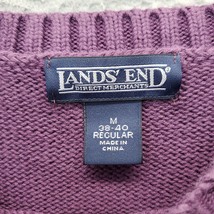 LANDS' END®
DIRECT MERCHANTS
M
38-40
REGULAR
MADE IN
CHINA